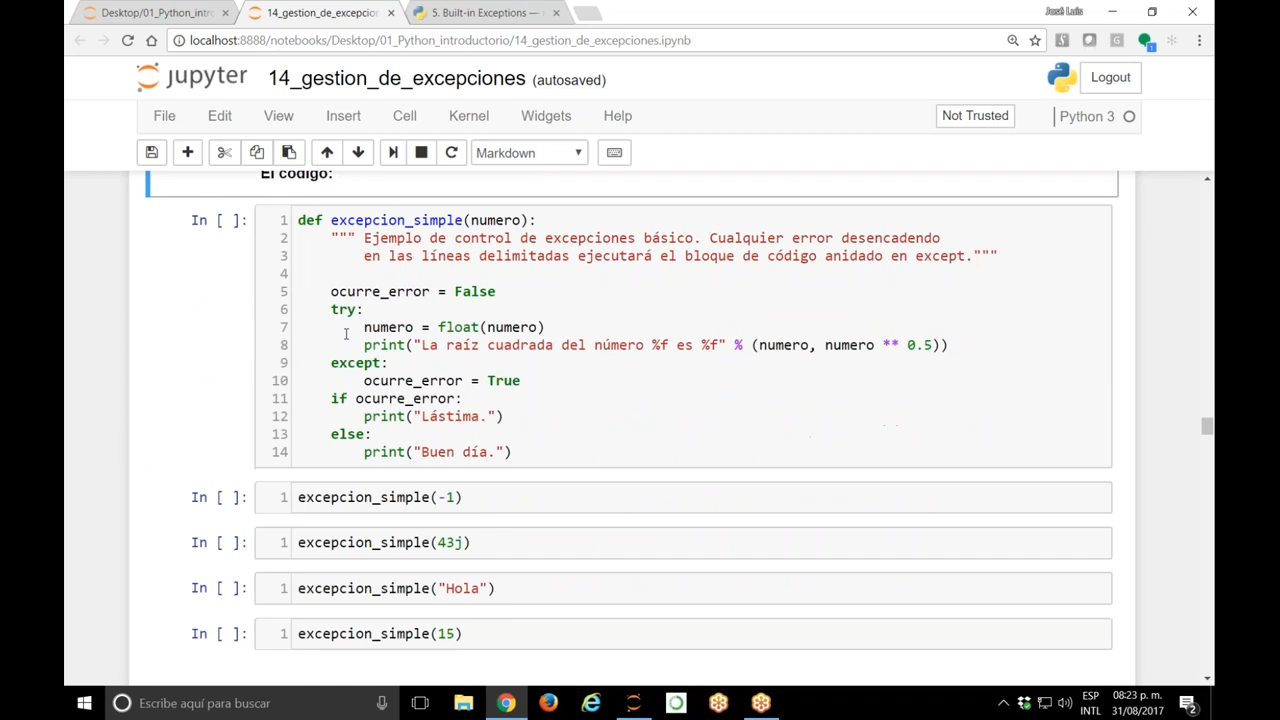 Desktop/01_Python_intro
14_gestion_de_excepcion
5. Built-in Exceptions —
José Luis
localhost:8888/notebooks/Desktop/01_Python_introductorio/14_gestion_de_excepciones.ipynb
jupyter 14_gestion_de_excepciones (autosaved)
Logout
File Edit View Insert Cell Kernel Widgets Help
Not Trusted
Python 3
Markdown
El código:
In [ ]:
1 def excepcion_simple(numero):
2 """ Ejemplo de control de excepciones básico. Cualquier error desencadendo
3 en las líneas delimitadas ejecutará el bloque de código anidado en except."""
4
5 ocurre_error = False
6 try:
7 numero = float(numero)
8 print("La raíz cuadrada del número %f es %f" % (numero, numero ** 0.5))
9 except:
10 ocurre_error = True
11 if ocurre_error:
12 print("Lástima.")
13 else:
14 print("Buen día.")
In [ ]: 1 excepcion_simple(-1)
In [ ]: 1 excepcion_simple(43j)
In [ ]: 1 excepcion_simple("Hola")
In [ ]: 1 excepcion_simple(15)
Escribe aquí para buscar
ESP
INTL
08:23 p. m.
31/08/2017
2